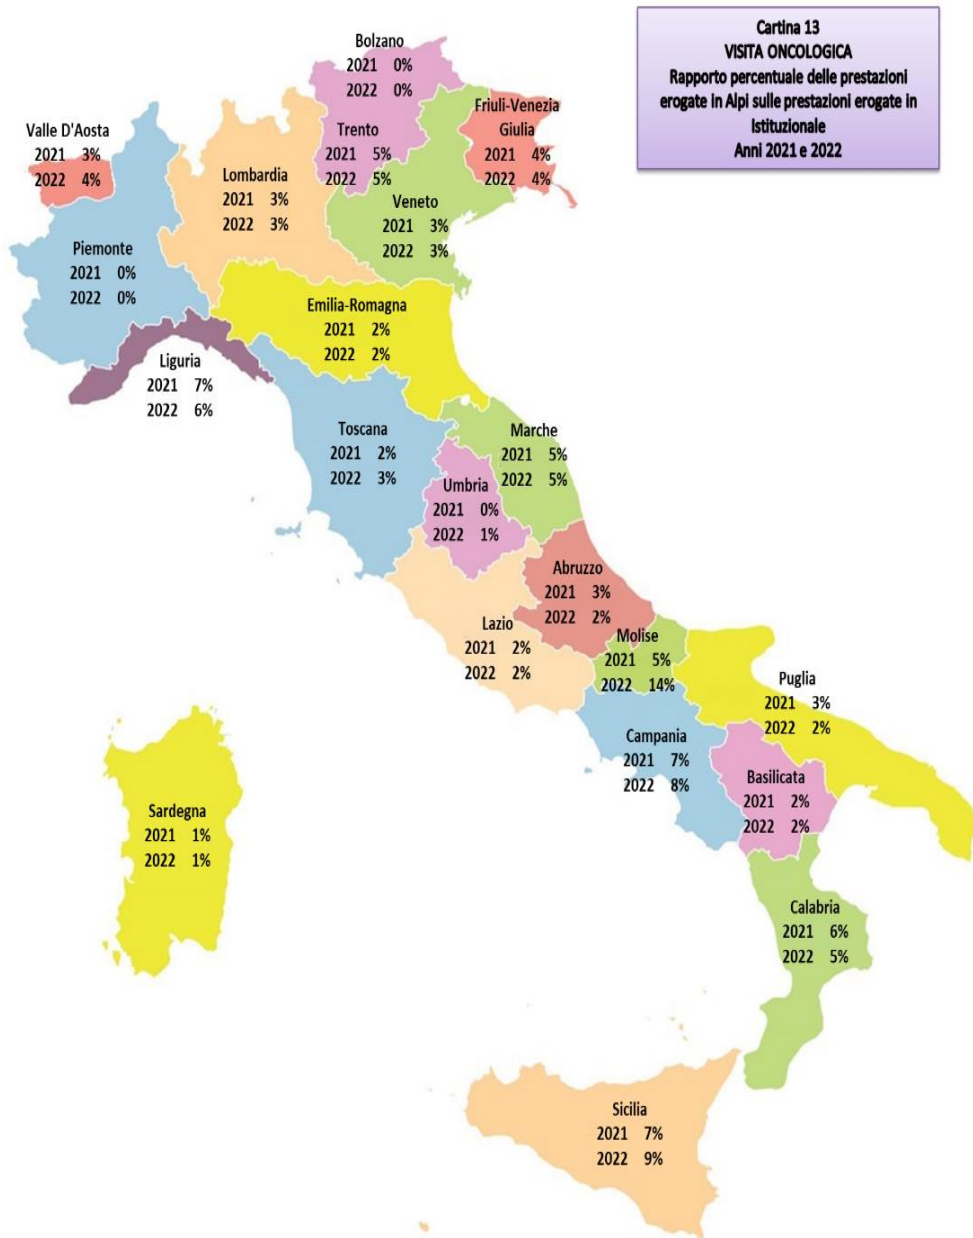 Cartina 13
VISITA ONCOLOGICA
Rapporto percentuale delle prestazioni
erogate in Alpi sulle prestazioni erogate in
Istituzionale
Anni 2021 e 2022
Bolzano
2021 0%
2022 0%
Trento
2021 5%
2022 5%
Friuli-Venezia
Giulia
2021 4%
2022 4%
Valle D'Aosta
2021 3%
2022 4%
Lombardia
2021 3%
2022 3%
Veneto
2021 3%
2022 3%
Piemonte
2021 0%
2022 0%
Emilia-Romagna
2021 2%
2022 2%
Liguria
2021 7%
2022 6%
Toscana
2021 2%
2022 3%
Marche
2021 5%
2022 5%
Umbria
2021 0%
2022 1%
Abruzzo
2021 3%
2022 2%
Lazio
2021 2%
2022 2%
Molise
2021 5%
2022 14%
Puglia
2021 3%
2022 2%
Campania
2021 7%
2022 8%
Basilicata
2021 2%
2022 2%
Sardegna
2021 1%
2022 1%
Calabria
2021 6%
2022 5%
Sicilia
2021 7%
2022 9%